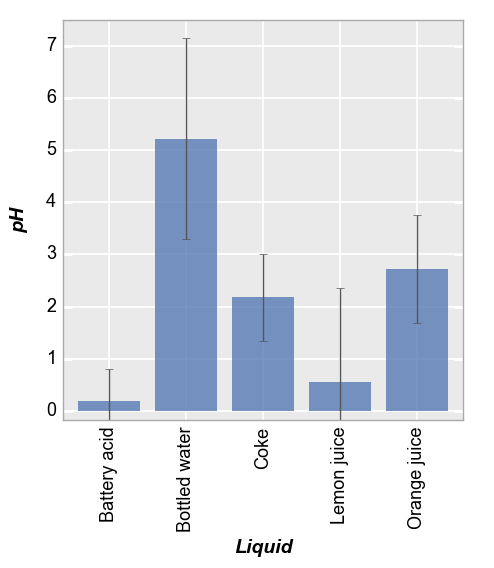 pH
7
6
5
4
3
2
1
0
Battery acid
Bottled water
Coke
Lemon juice
Orange juice
Liquid